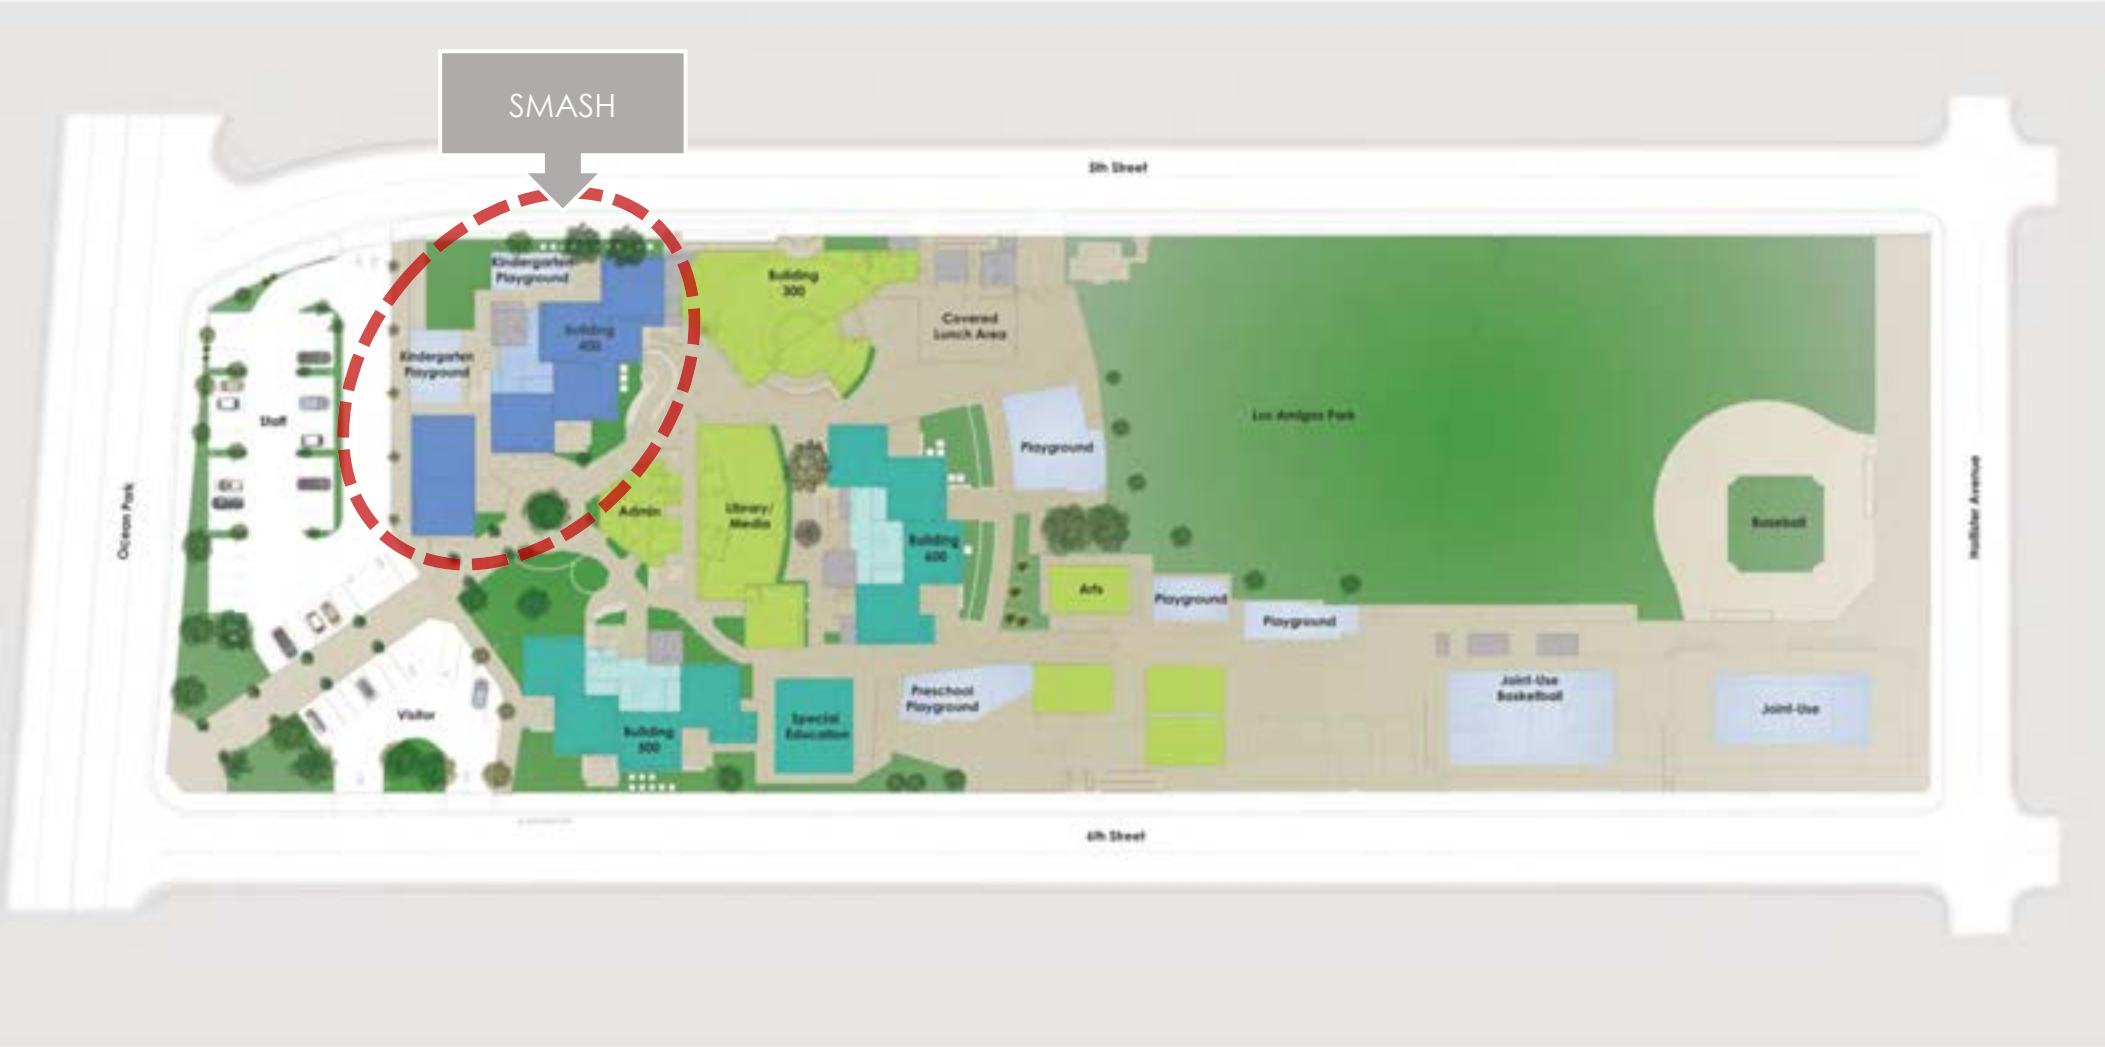 SMASH
5th Street
Kindergarten
Playground
Building
300
Building
400
Covered
Lunch Area
Kindergarten
Playground
Staff
Los Amigos Park
Playground
Ocean Park
Admin
Library/
Media
Building
600
Baseball
Hollister Avenue
Arts
Playground
Playground
Preschool
Playground
Joint-Use
Basketball
Joint-Use
Visitor
Special
Education
Building
500
6th Street